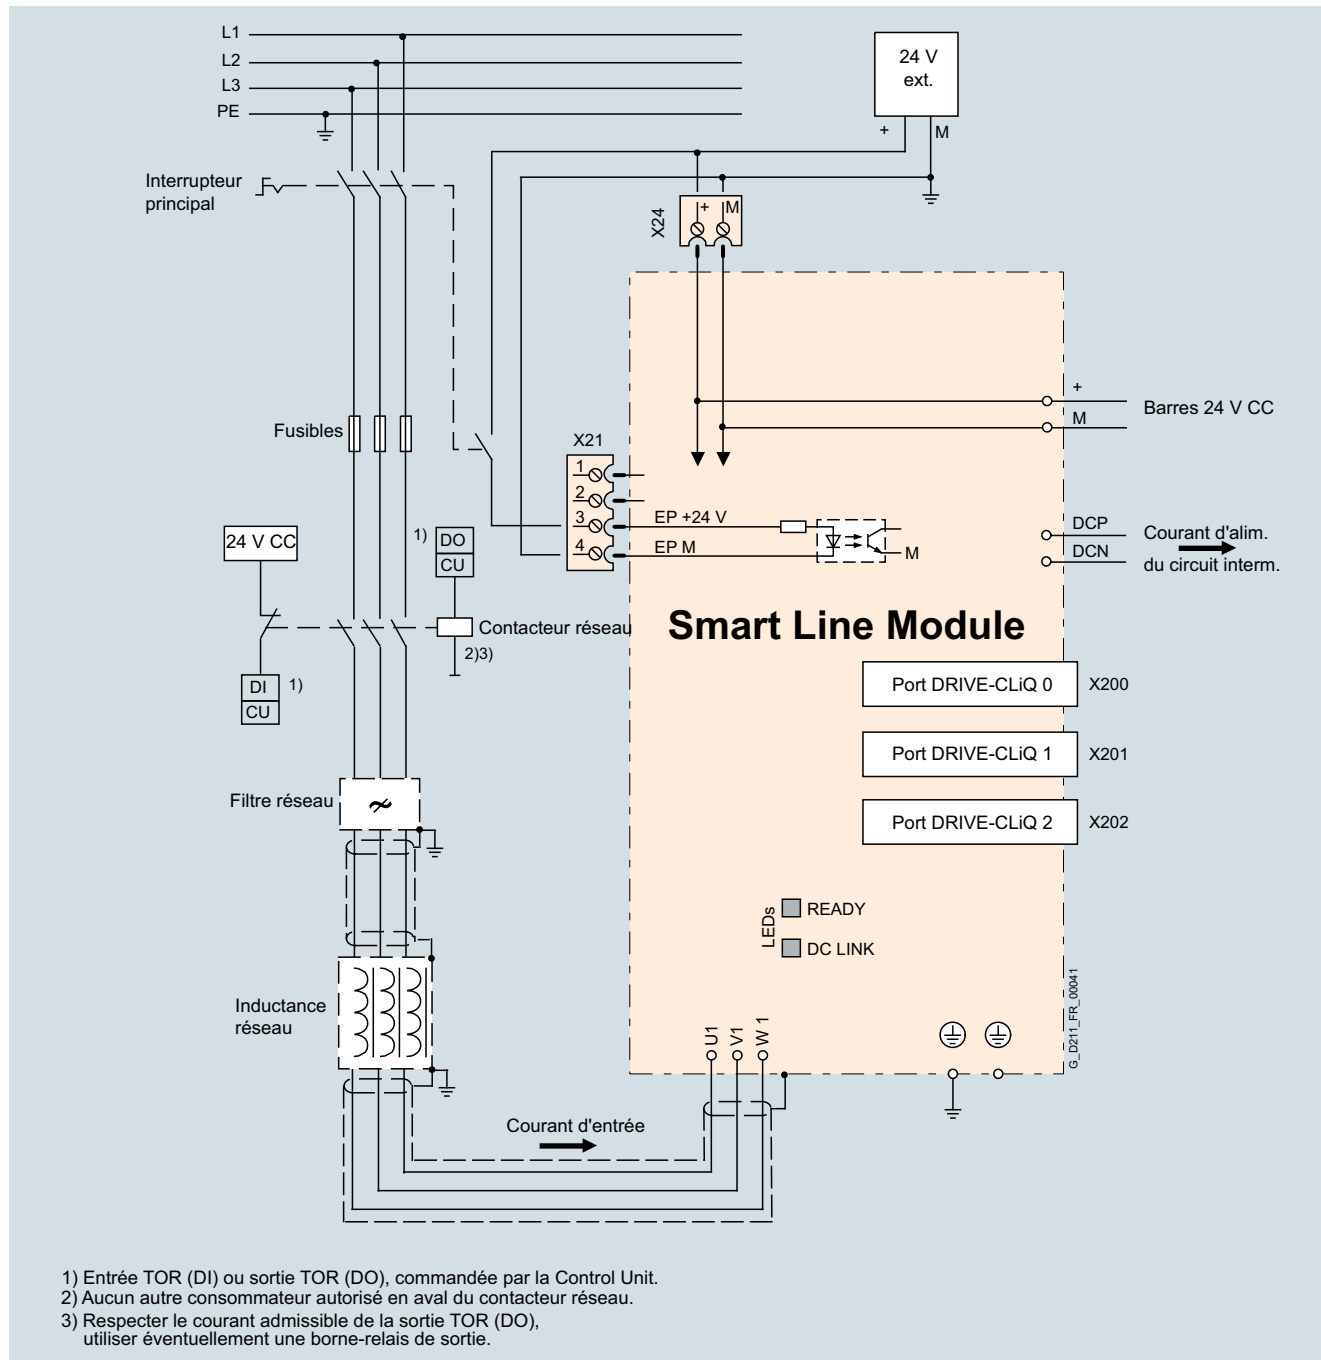 L1
L2
L3
PE
24 V
ext.
+
M
Interrupteur
principal
X24
+
M
+
M
Barres 24 V CC
Fusibles
X21
1
2
3
4
EP +24 V
EP M
M
DCP
DCN
Courant d'alim.
du circuit interm.
24 V CC
1)
DO
CU
Contacteur réseau
2)3)
DI
CU
1)
Smart Line Module
Port DRIVE-CLiQ 0
X200
Port DRIVE-CLiQ 1
X201
Port DRIVE-CLiQ 2
X202
Filtre réseau
LEDs
READY
DC LINK
Inductance
réseau
U1
V1
W 1
G_D211_FR_00041
Courant d'entrée
1) Entrée TOR (DI) ou sortie TOR (DO), commandée par la Control Unit.
2) Aucun autre consommateur autorisé en aval du contacteur réseau.
3) Respecter le courant admissible de la sortie TOR (DO),
utiliser éventuellement une borne-relais de sortie.